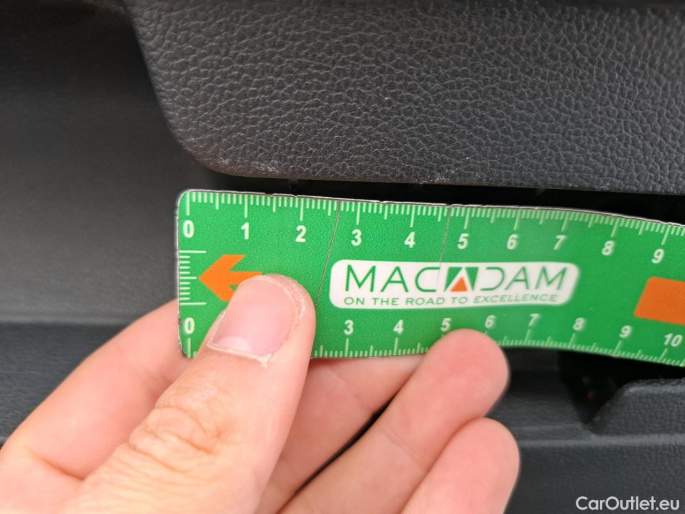 0 1 2 3 4 5 6 7 8 9
MACADAM
ON THE ROAD TO EXCELLENCE
0 3 4 5 6 7 8 9 10
CarOutlet.eu